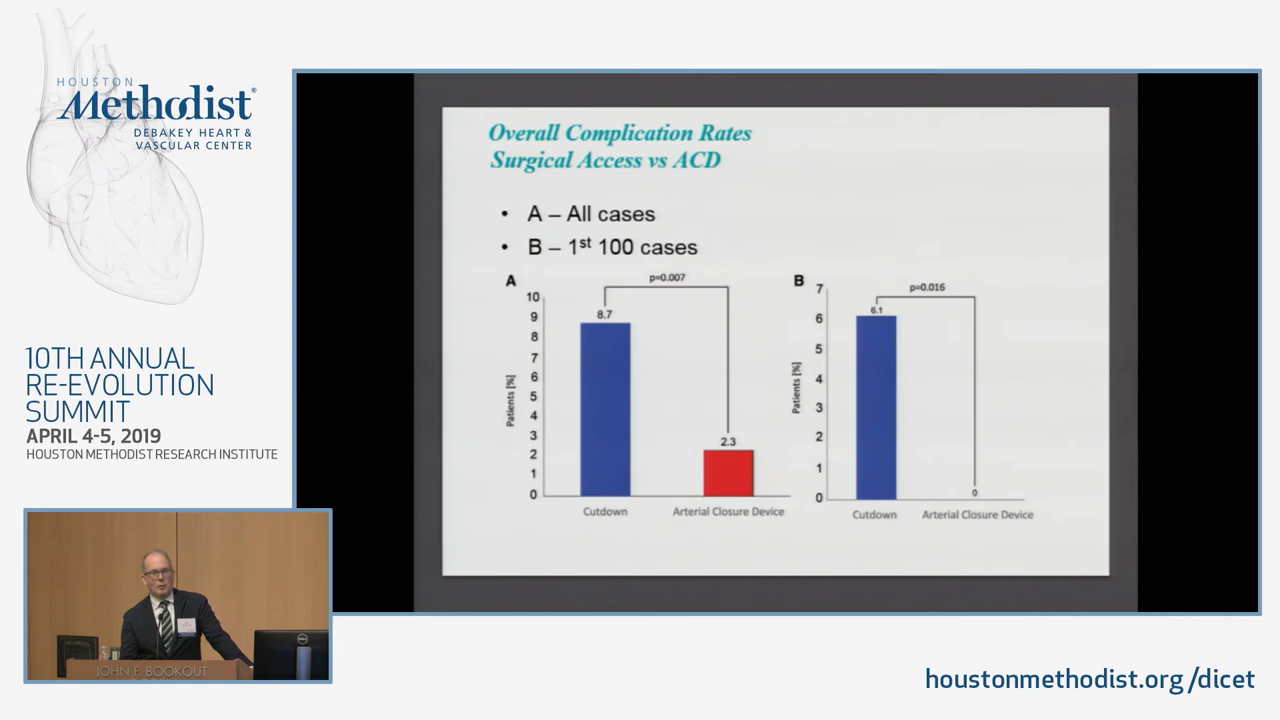 HOUSTON
Methodist®
DEBAKEY HEART &
VASCULAR CENTER
10TH ANNUAL
RE-EVOLUTION
SUMMIT
APRIL 4-5, 2019
HOUSTON METHODIST RESEARCH INSTITUTE
Overall Complication Rates
Surgical Access vs ACD
• A – All cases
• B – 1st 100 cases
A
p=0.007
10
9
8
7
6
5
4
3
2
1
0
Patients [%]
8.7
2.3
Cutdown
Arterial Closure Device
B
p=0.016
7
6
5
4
3
2
1
0
Patients [%]
6.1
0
Cutdown
Arterial Closure Device
JOHN F. BOOKOUT
DELL
houstonmethodist.org/dicet